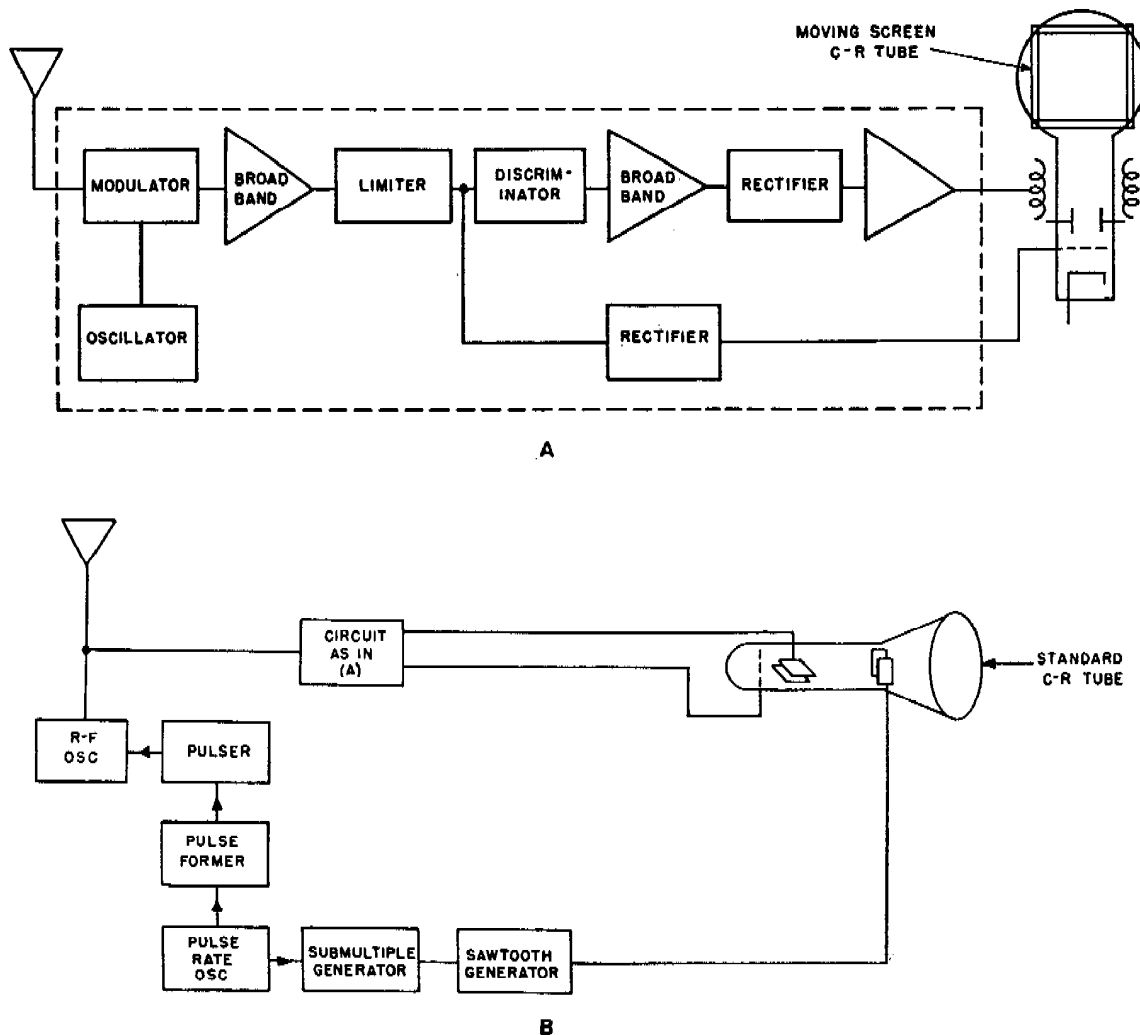 MOVING SCREEN
C-R TUBE
MODULATOR
BROAD
BAND
LIMITER
DISCRIM-
INATOR
BROAD
BAND
RECTIFIER
OSCILLATOR
RECTIFIER
A
CIRCUIT
AS IN
(A)
STANDARD
C-R TUBE
R-F
OSC
PULSER
PULSE
FORMER
PULSE
RATE
OSC
SUBMULTIPLE
GENERATOR
SAWTOOTH
GENERATOR
B